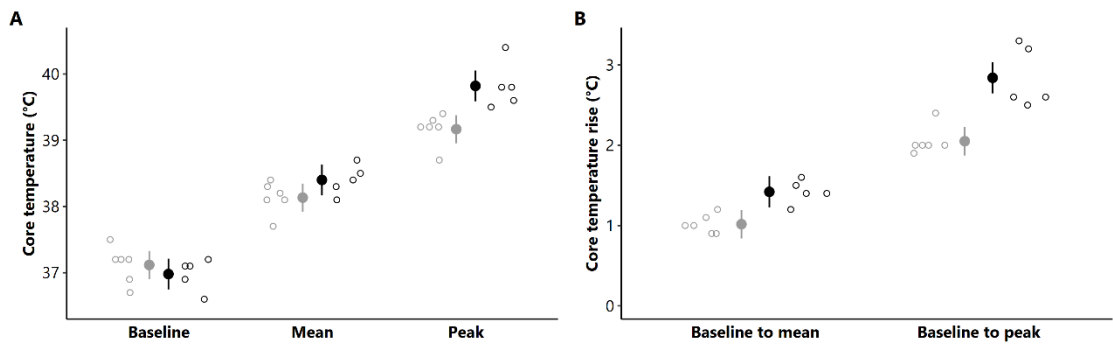 A
Core temperature (°C)
40
39
38
37
Baseline Mean Peak
B
Core temperature rise (°C)
3
2
1
0
Baseline to mean Baseline to peak